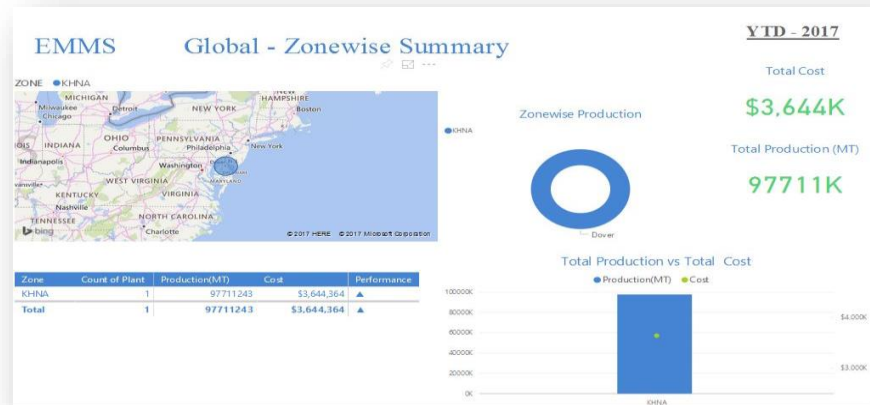 EMMS Global - Zonewise Summary
YTD - 2017
Total Cost
$3,644K
Total Production (MT)
97711K
ZONE KHNA
MICHIGAN
Milwaukee
Detroit
Chicago
NEW YORK
HAMPSHIRE
Boston
OHIO
PENNSYLVANIA
INDIANA
Columbus
Philadelphia
New York
Indianapolis
Washington
MARYLAND
WEST VIRGINIA
KENTUCKY
VIRGINIA
Nashville
TENNESSEE
NORTH CAROLINA
Charlotte
bing
© 2017 HERE © 2017 Microsoft Corporation
Zonewise Production
KHNA
Dover
Zone Count of Plant Production(MT) Cost Performance
KHNA 1 97711243 $3,644,364
Total 1 97711243 $3,644,364
Total Production vs Total Cost
Production(MT) Cost
100000K
80000K
60000K
40000K
20000K
0K
$4,000K
$3,000K
KHNA